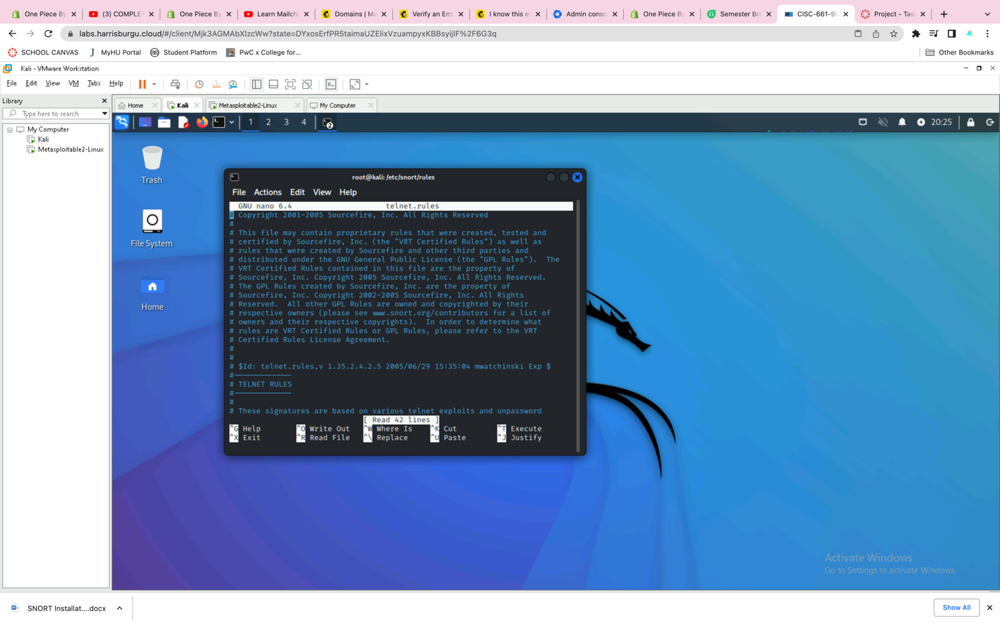 One Piece By
(3) COMPLET
One Piece By
Learn Mailchi
Domains | Ma
Verify an Ema
I know this en
Admin conso
One Piece By
Semester Bre
CISC-661-90
Project - Tas
labs.harrisburgu.cloud/#/client/Mjk3AGMAbXIzcWw?state=DYxosErfPR5taimaUZElixVzuampyxKBBsyijlF%2F6G3q
SCHOOL CANVAS
MyHU Portal
Student Platform
PwC x College for...
Other Bookmarks
Kali - VMware Workstation
File Edit View VM Tabs Help
Library
Type here to search
My Computer
Kali
Metasploitable2-Linux
Home
Kali
Metasploitable2-Linux
My Computer
1 2 3 4
2
20:25
Trash
File System
Home
root@kali: /etc/snort/rules
File Actions Edit View Help
GNU nano 6.4 telnet.rules
# Copyright 2001-2005 Sourcefire, Inc. All Rights Reserved
#
# This file may contain proprietary rules that were created, tested and
# certified by Sourcefire, Inc. (the "VRT Certified Rules") as well as
# rules that were created by Sourcefire and other third parties and
# distributed under the GNU General Public License (the "GPL Rules").  The
# VRT Certified Rules contained in this file are the property of
# Sourcefire, Inc. Copyright 2005 Sourcefire, Inc. All Rights Reserved.
# The GPL Rules created by Sourcefire, Inc. are the property of
# Sourcefire, Inc. Copyright 2002-2005 Sourcefire, Inc. All Rights
# Reserved.  All other GPL Rules are owned and copyrighted by their
# respective owners (please see www.snort.org/contributors for a list of
# owners and their respective copyrights).  In order to determine what
# rules are VRT Certified Rules or GPL Rules, please refer to the VRT
# Certified Rules License Agreement.
#
#
# $Id: telnet.rules,v 1.35.2.4.2.5 2005/06/29 15:35:04 mwatchinski Exp $
#-------------
# TELNET RULES
#-------------
#
# These signatures are based on various telnet exploits and unpassword
[ Read 42 lines ]
^G Help ^O Write Out ^W Where Is ^K Cut ^T Execute
^X Exit ^R Read File ^\ Replace ^U Paste ^J Justify
Activate Windows
Go to Settings to activate Windows.
SNORT Installat....docx
Show All